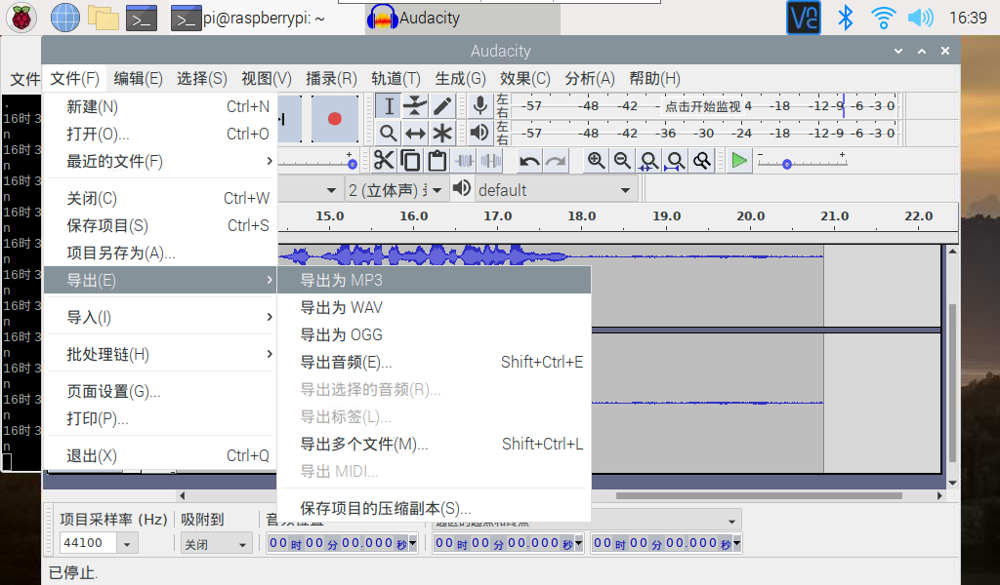 pi@raspberrypi: ~
Audacity
16:39
Audacity
文件
文件(F) 编辑(E) 选择(S) 视图(V) 播录(R) 轨道(T) 生成(G) 效果(C) 分析(A) 帮助(H)
新建(N) Ctrl+N
打开(O)... Ctrl+O
最近的文件(F)
关闭(C) Ctrl+W
保存项目(S) Ctrl+S
项目另存为(A)...
导出(E)
导入(I)
批处理链(H)
页面设置(G)...
打印(P)...
退出(X) Ctrl+Q
导出为 MP3
导出为 WAV
导出为 OGG
导出音频(E)... Shift+Ctrl+E
导出选择的音频(R)...
导出标签(L)...
导出多个文件(M)... Shift+Ctrl+L
导出 MIDI...
保存项目的压缩副本(S)...
左 右 -57 -48 -42 点击开始监视 4 -18 -12 -9 -6 -3 0
左 右 -57 -48 -42 -36 -30 -24 -18 -12 -9 -6 -3 0
2 (立体声) default
15.0 16.0 17.0 18.0 19.0 20.0 21.0 22.0
16时 3
n
16时 3
n
16时 3
n
16时 3
n
16时 3
n
16时 3
n
16时 3
n
16时 3
n
16时 3
n
16时 3
n
16时 3
n
项目采样率 (Hz) 吸附到 音频位置
44100 关闭 00 时 00 分 00.000 秒 00 时 00 分 00.000 秒 00 时 00 分 00.000 秒
已停止.